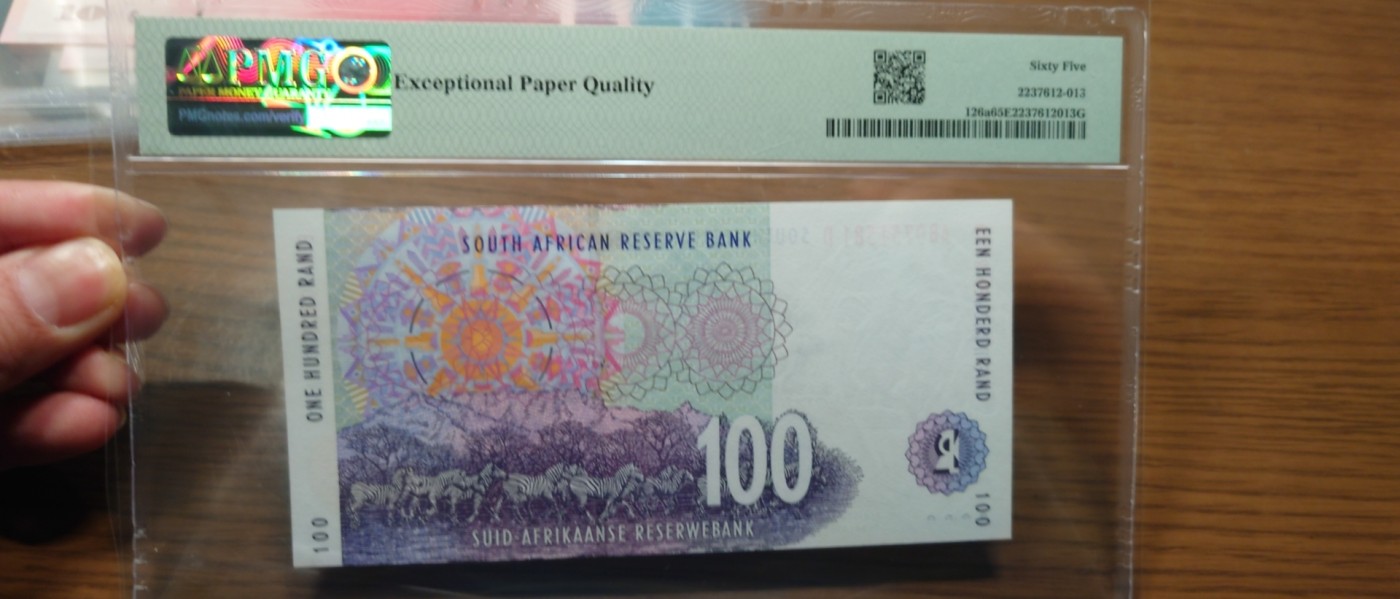 PMG
PAPER MONEY GUARANTY
PMGnotes.com/verify
Exceptional Paper Quality
Sixty Five
2237612-013
126a65E2237612013G
SOUTH AFRICAN RESERVE BANK
ONE HUNDRED RAND
100
EEN HONDERD RAND
100
100
SUID-AFRIKAANSE RESERWEBANK